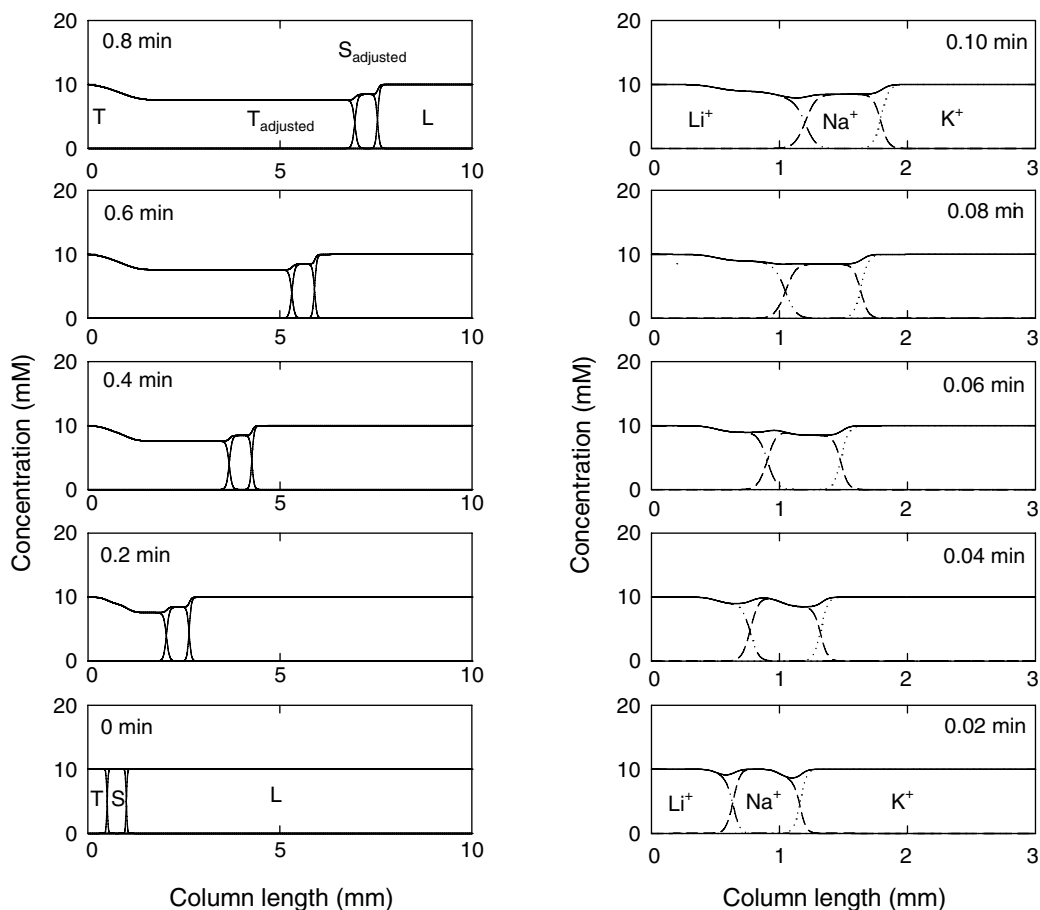 20
10
0
0.8 min
S adjusted
T
T adjusted
L
0 5 10
20
10
0
0.6 min
0 5 10
20
10
0
0.4 min
0 5 10
20
10
0
0.2 min
0 5 10
20
10
0
0 min
T S L
0 5 10
Concentration (mM)
Column length (mm)
20
10
0
0.10 min
Li+ Na+ K+
0 1 2 3
20
10
0
0.08 min
0 1 2 3
20
10
0
0.06 min
0 1 2 3
20
10
0
0.04 min
0 1 2 3
20
10
0
0.02 min
Li+ Na+ K+
0 1 2 3
Concentration (mM)
Column length (mm)